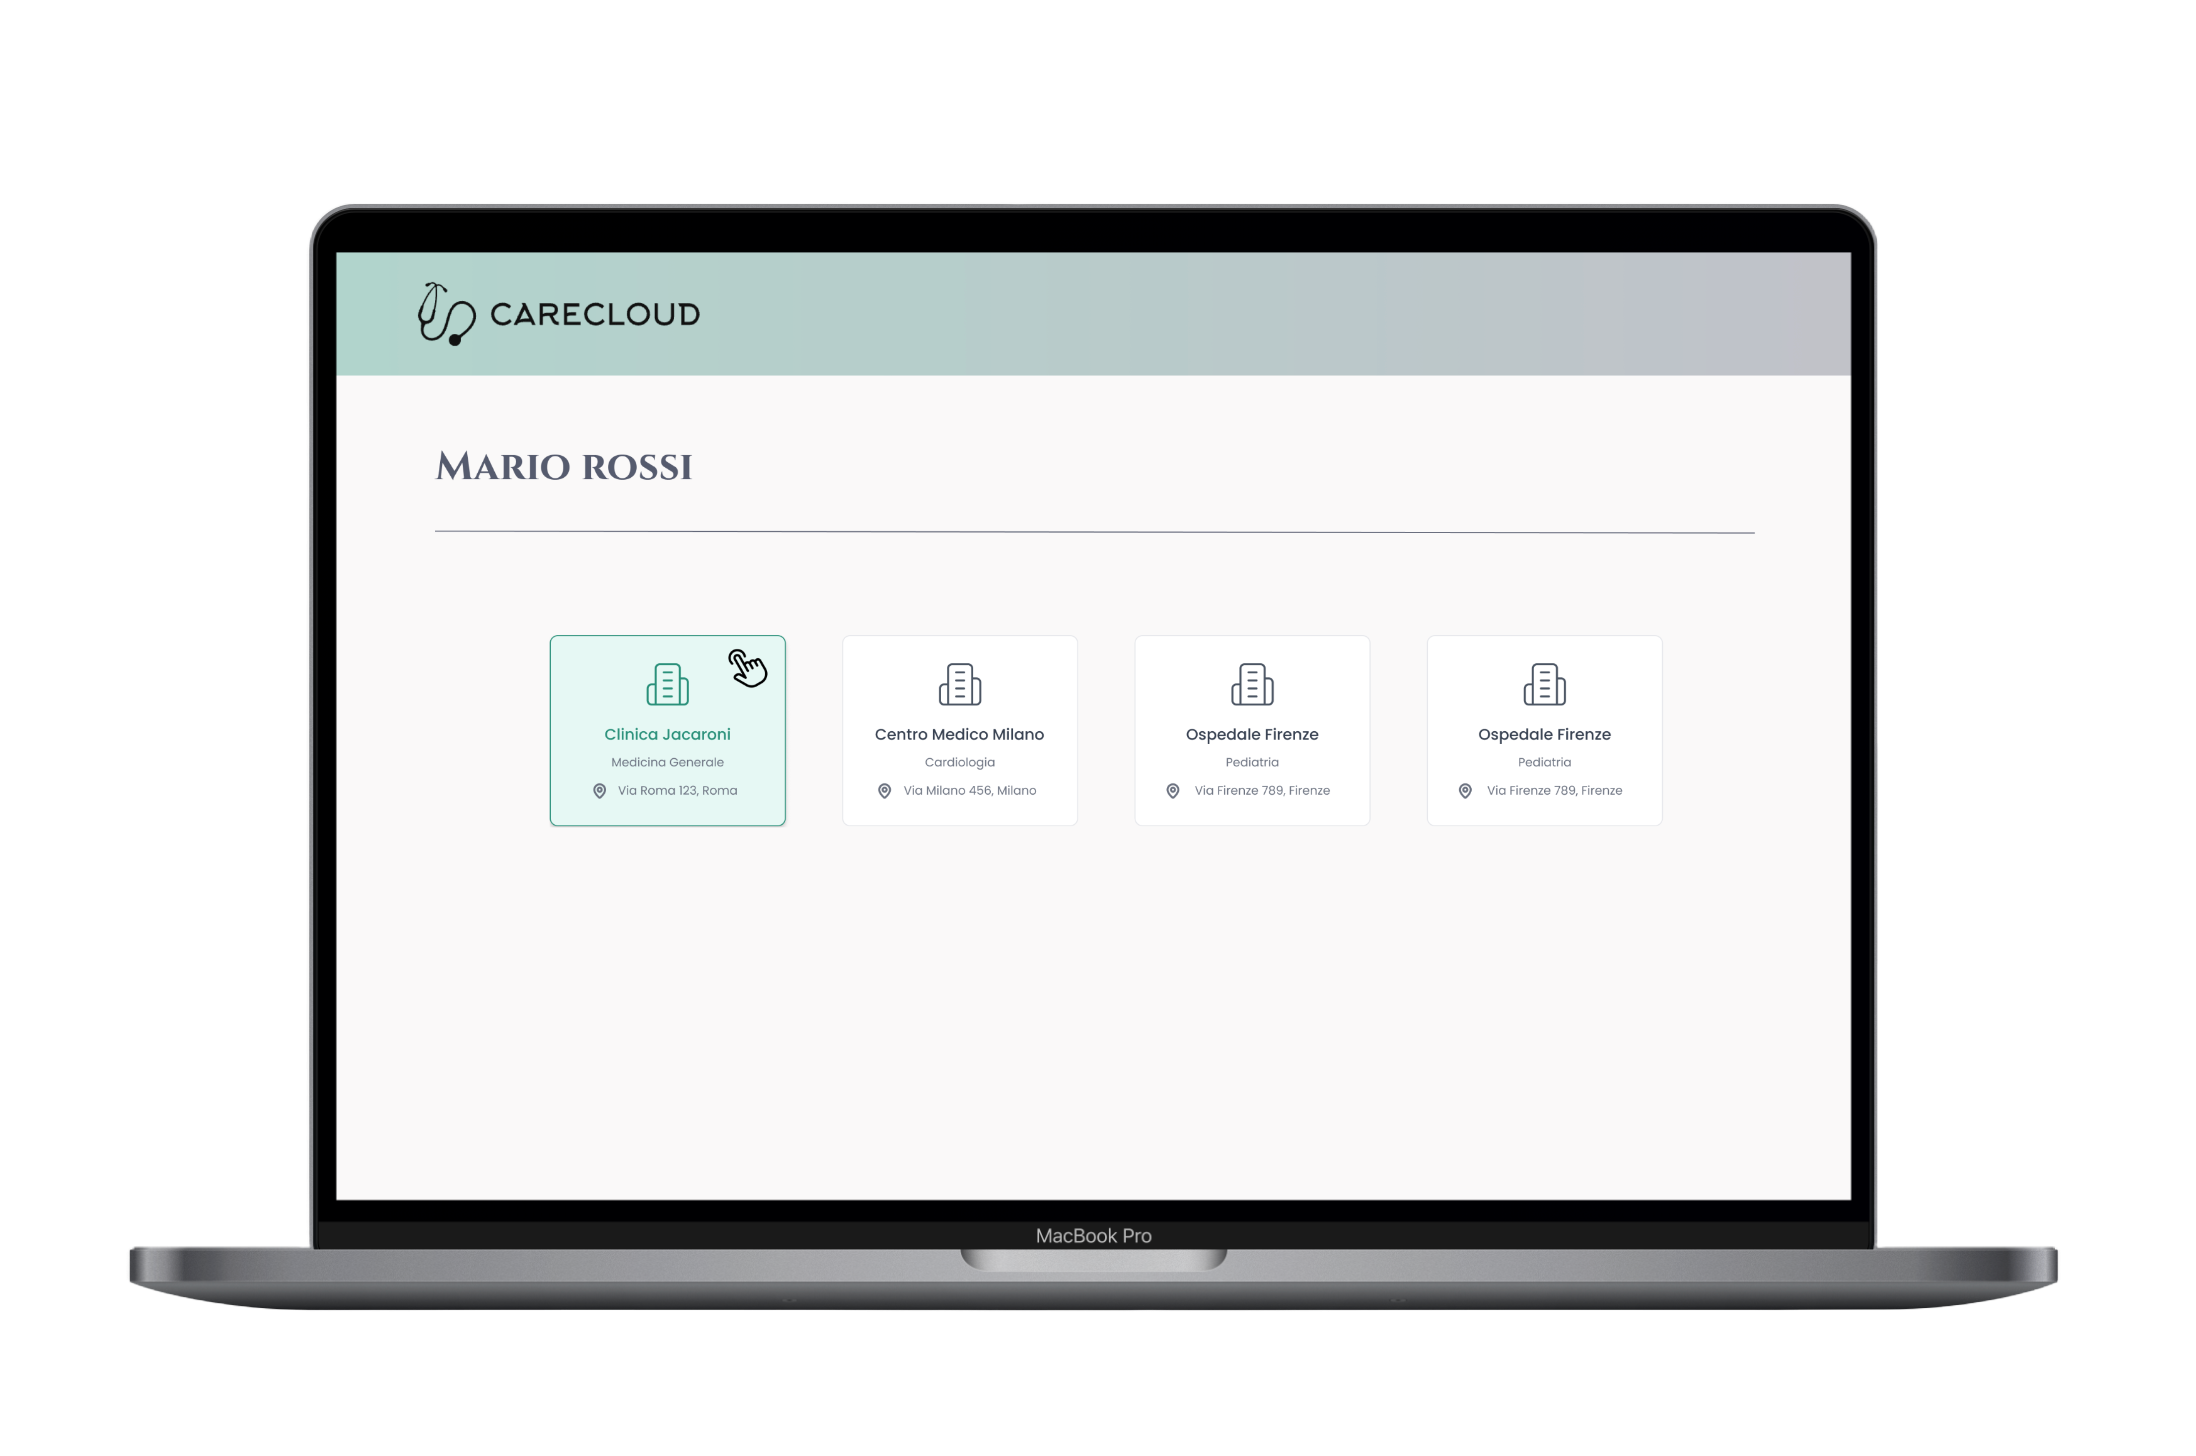 CARECLOUD
Mario rossi
Clinica Jacaroni
Medicina Generale
Via Roma 123, Roma
Centro Medico Milano
Cardiologia
Via Milano 456, Milano
Ospedale Firenze
Pediatria
Via Firenze 789, Firenze
Ospedale Firenze
Pediatria
Via Firenze 789, Firenze
MacBook Pro